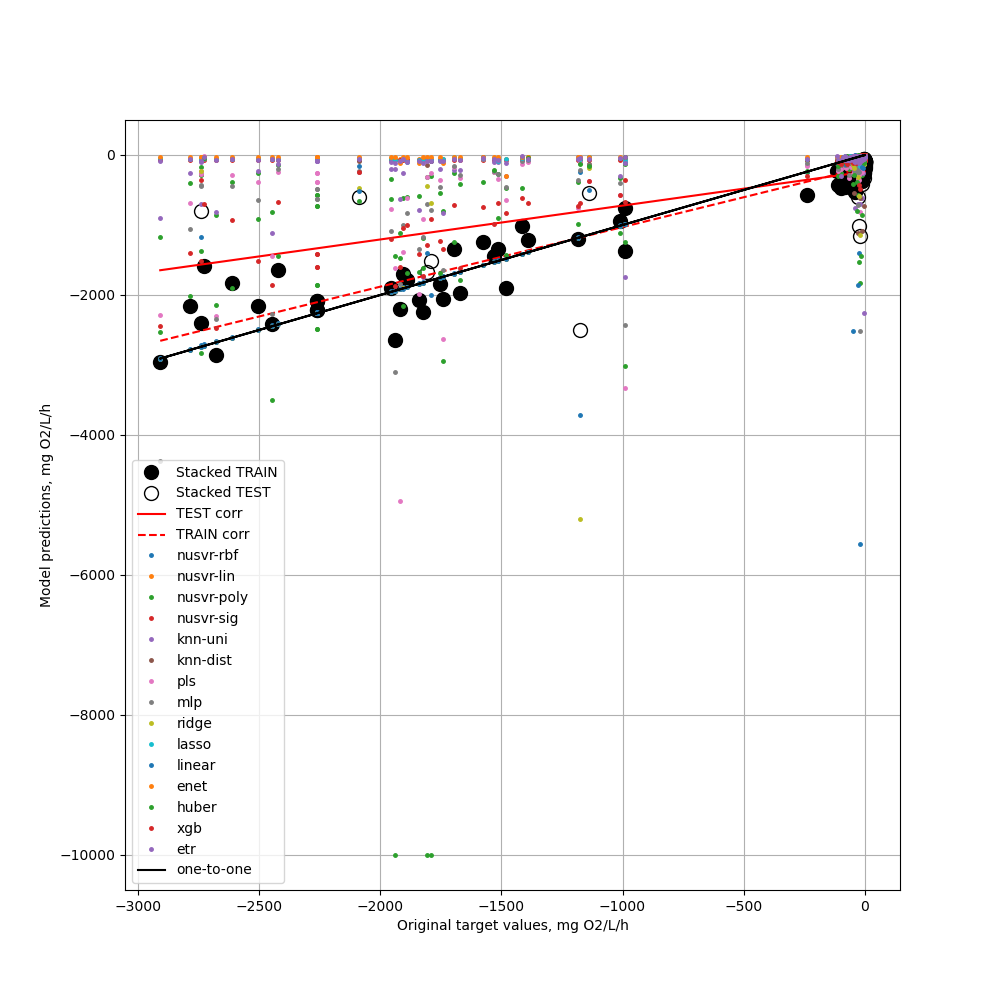 0
−2000
−4000
−6000
−8000
−10000
Model predictions, mg O2/L/h
Stacked TRAIN
Stacked TEST
TEST corr
TRAIN corr
nusvr-rbf
nusvr-lin
nusvr-poly
nusvr-sig
knn-uni
knn-dist
pls
mlp
ridge
lasso
linear
enet
huber
xgb
etr
one-to-one
−3000 −2500 −2000 −1500 −1000 −500 0
Original target values, mg O2/L/h